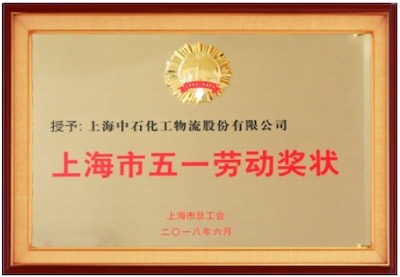 授予:上海中石化工物流股份有限公司
上海市五一劳动奖状
上海市总工会
二〇一八年六月